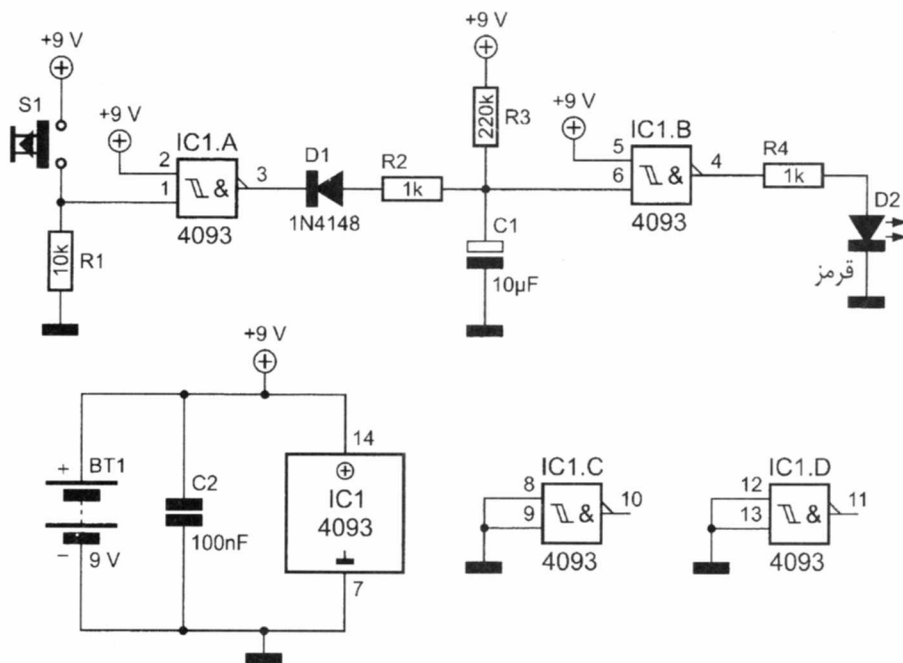 +9 V
S1
+9 V
2
1
IC1.A
&
4093
3
10k
R1
D1
1N4148
R2
1k
+9 V
220k
R3
C1
10µF
+9 V
5
6
IC1.B
&
4093
4
R4
1k
D2
قرمز
+9 V
+
BT1
–
9 V
C2
100nF
14
IC1
4093
7
IC1.C
8
9
&
10
4093
IC1.D
12
13
&
11
4093